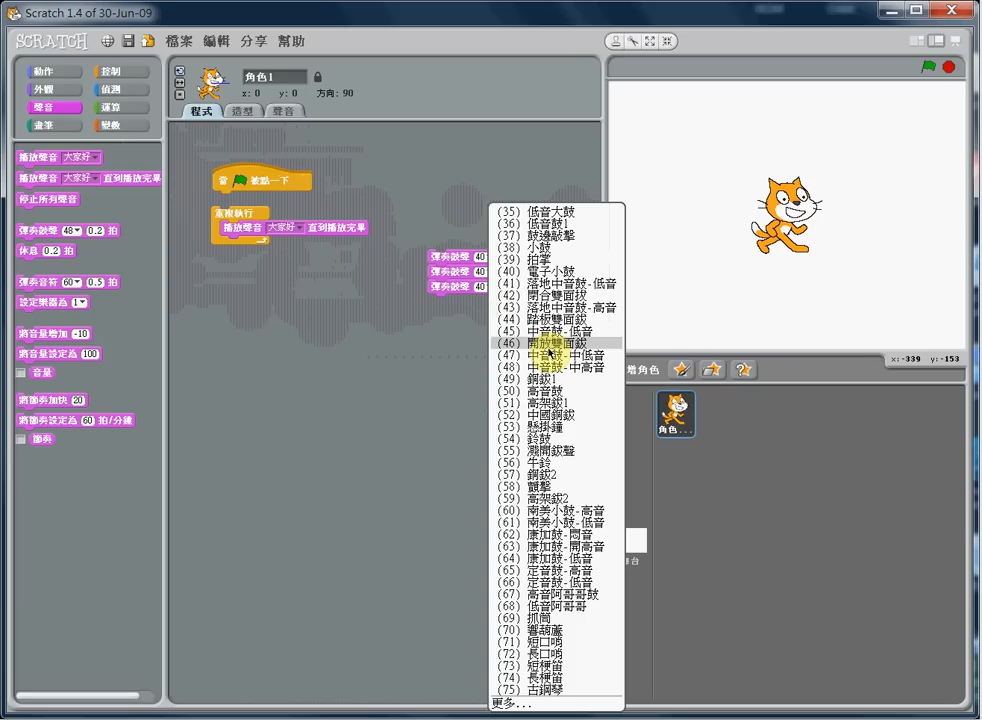 Scratch 1.4 of 30-Jun-09
SCRATCH 檔案 編輯 分享 幫助
動作 控制
外觀 偵測
聲音 運算
畫筆 變數
角色1
x: 0 y: 0 方向: 90
程式 造型 聲音
播放聲音 大家好
播放聲音 大家好 直到播放完畢
停止所有聲音
彈奏鼓聲 48 0.2 拍
休息 0.2 拍
彈奏音符 60 0.5 拍
設定樂器為 1
將音量增加 -10
將音量設定為 100
音量
將節奏加快 20
將節奏設定為 60 拍/分鐘
節奏
當 被點一下
重複執行
播放聲音 大家好 直到播放完畢
彈奏鼓聲 40
彈奏鼓聲 40
彈奏鼓聲 40
(35) 低音大鼓
(36) 低音鼓1
(37) 鼓邊敲擊
(38) 小鼓
(39) 拍掌
(40) 電子小鼓
(41) 落地中音鼓-低音
(42) 閉合雙面拔
(43) 落地中音鼓-高音
(44) 踏板雙面鈸
(45) 中音鼓-低音
(46) 開放雙面鈸
(47) 中音鼓-中低音
(48) 中音鼓-中高音
(49) 銅鈸1
(50) 高音鼓
(51) 高架鈸1
(52) 中國銅鈸
(53) 懸掛鐘
(54) 鈴鼓
(55) 濺開鈸聲
(56) 牛鈴
(57) 銅鈸2
(58) 顫擊
(59) 高架鈸2
(60) 南美小鼓-高音
(61) 南美小鼓-低音
(62) 康加鼓-悶音
(63) 康加鼓-開高音
(64) 康加鼓-低音
(65) 定音鼓-高音
(66) 定音鼓-低音
(67) 高音阿哥哥鼓
(68) 低音阿哥哥
(69) 抓筒
(70) 響葫蘆
(71) 短口哨
(72) 長口哨
(73) 短梗笛
(74) 長梗笛
(75) 古鋼琴
更多...
x: -339 y: -153
增角色
角色...
台